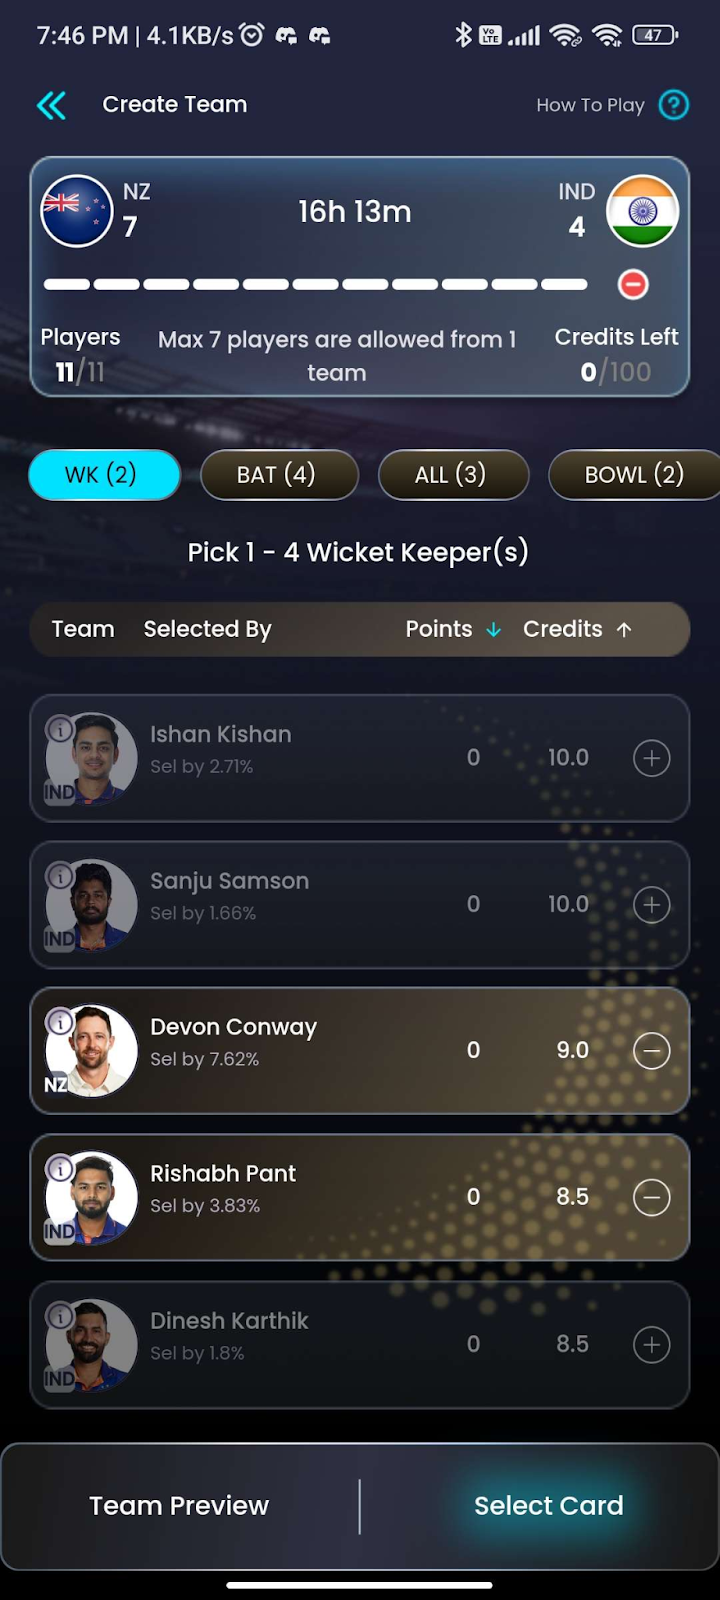 7:46 PM | 4.1KB/s Vo LTE 47
Create Team How To Play ?
NZ 7 16h 13m IND 4
Players Max 7 players are allowed from 1 team Credits Left
11/11 0/100
WK (2) BAT (4) ALL (3) BOWL (2)
Pick 1 - 4 Wicket Keeper(s)
Team Selected By Points ↓ Credits ↑
i Ishan Kishan
Sel by 2.71% 0 10.0 +
IND
i Sanju Samson
Sel by 1.66% 0 10.0 +
IND
i Devon Conway
Sel by 7.62% 0 9.0 −
NZ
i Rishabh Pant
Sel by 3.83% 0 8.5 −
IND
i Dinesh Karthik
Sel by 1.8% 0 8.5 +
IND
Team Preview Select Card